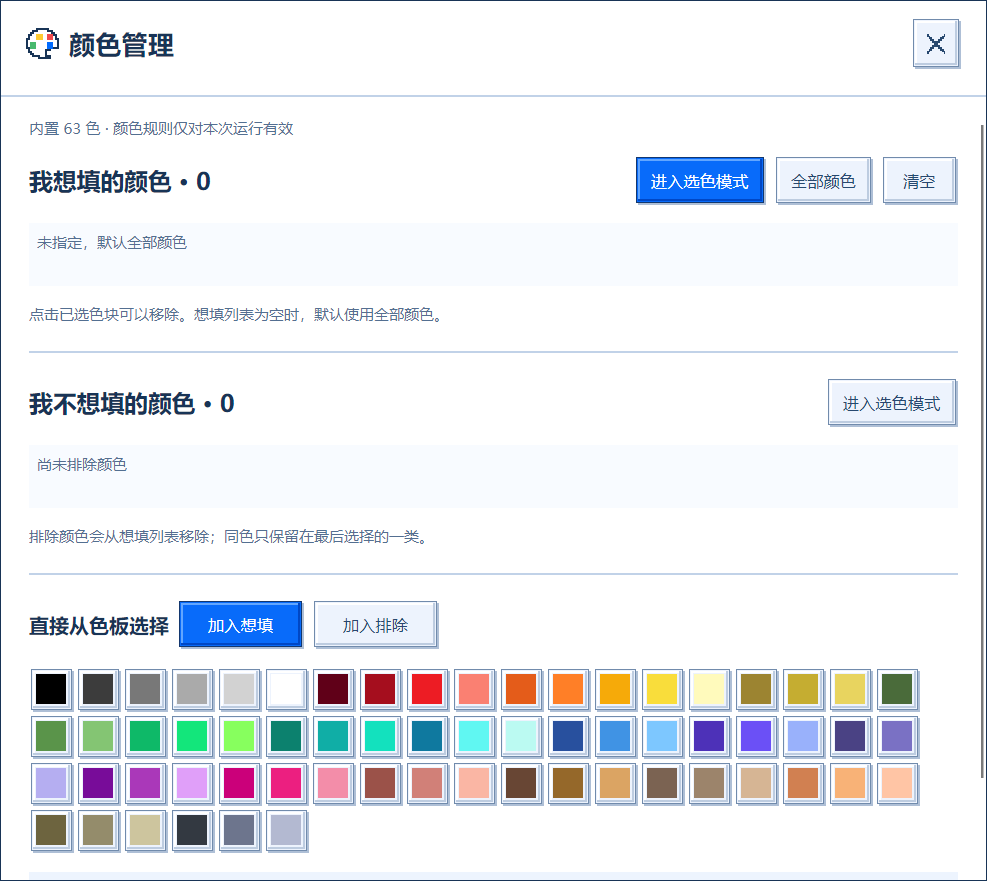 颜色管理
内置 63 色 · 颜色规则仅对本次运行有效
我想填的颜色 • 0
进入选色模式
全部颜色
清空
未指定，默认全部颜色
点击已选色块可以移除。想填列表为空时，默认使用全部颜色。
我不想填的颜色 • 0
进入选色模式
尚未排除颜色
排除颜色会从想填列表移除；同色只保留在最后选择的一类。
直接从色板选择
加入想填
加入排除